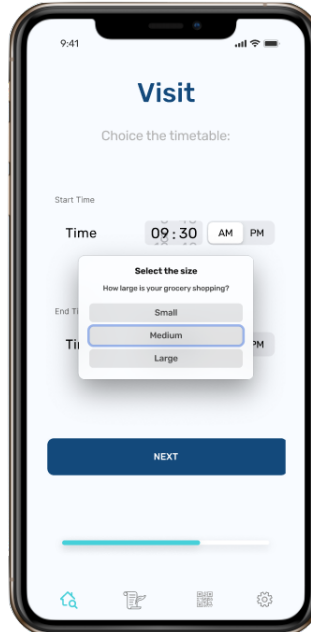 9:41
Visit
Choice the timetable:
Start Time
Time 09:30 AM PM
Select the size
How large is your grocery shopping?
End Ti
Small
Medium
Ti PM
Large
NEXT